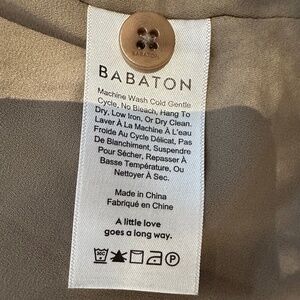 BABATON
BABATON
Machine Wash Cold Gentle
Cycle, No Bleach, Hang To
Dry, Low Iron, Or Dry Clean.
Laver À La Machine À L'eau
Froide Au Cycle Délicat, Pas
De Blanchiment, Suspendre
Pour Sécher, Repasser À
Basse Température, Ou
Nettoyer À Sec.
Made in China
Fabriqué en Chine
A little love
goes a long way.
P